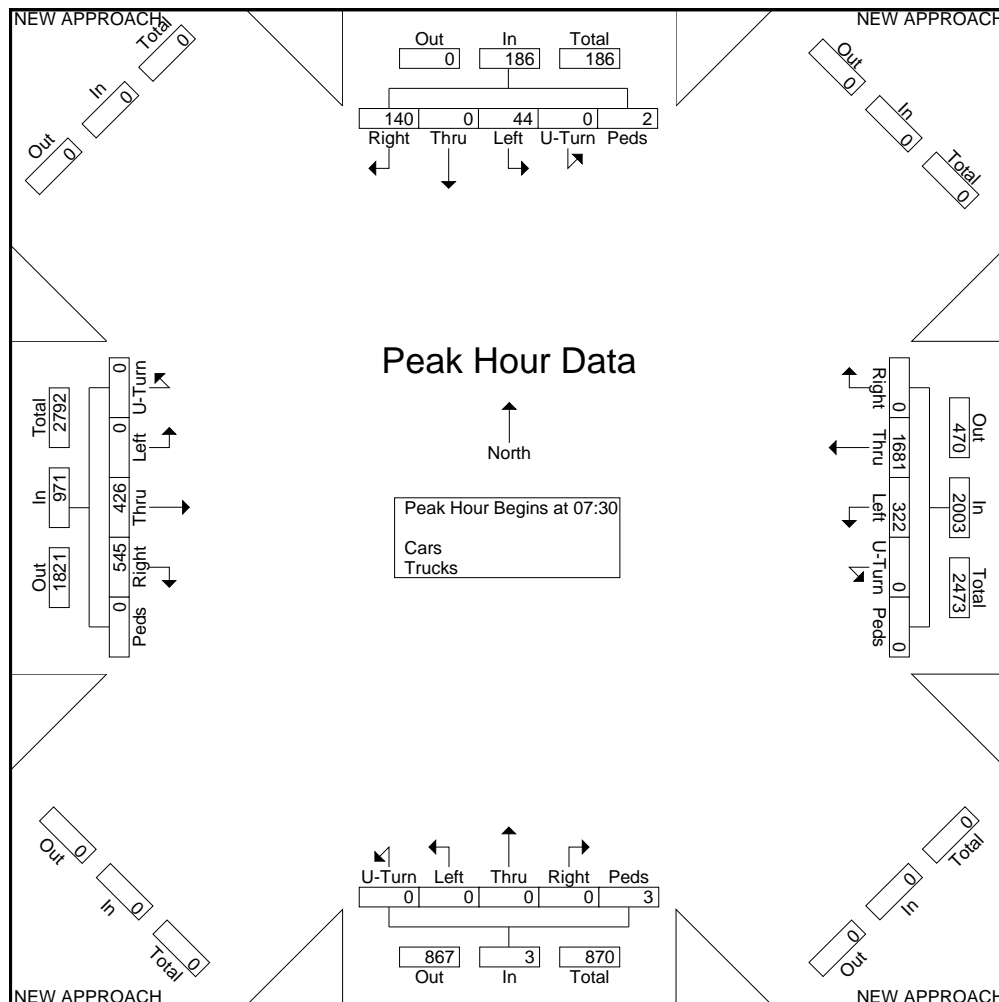 NEW APPROACH
NEW APPROACH
Total
0
In
0
Out
0
Out In Total
0 186 186
140 0 44 0 2
Right Thru Left U-Turn Peds
Out
0
In
0
Total
0
Peak Hour Data
North
Peak Hour Begins at 07:30
Cars
Trucks
Total
2792
In
971
Out
1821
0 0 426 545 0
U-Turn Left Thru Right Peds
Right Thru Left U-Turn Peds
0 1681 322 0 0
Out
470
In
2003
Total
2473
U-Turn Left Thru Right Peds
0 0 0 0 3
867 3 870
Out In Total
0
Out
0
In
0
Total
0
Total
0
In
0
Out
NEW APPROACH
NEW APPROACH